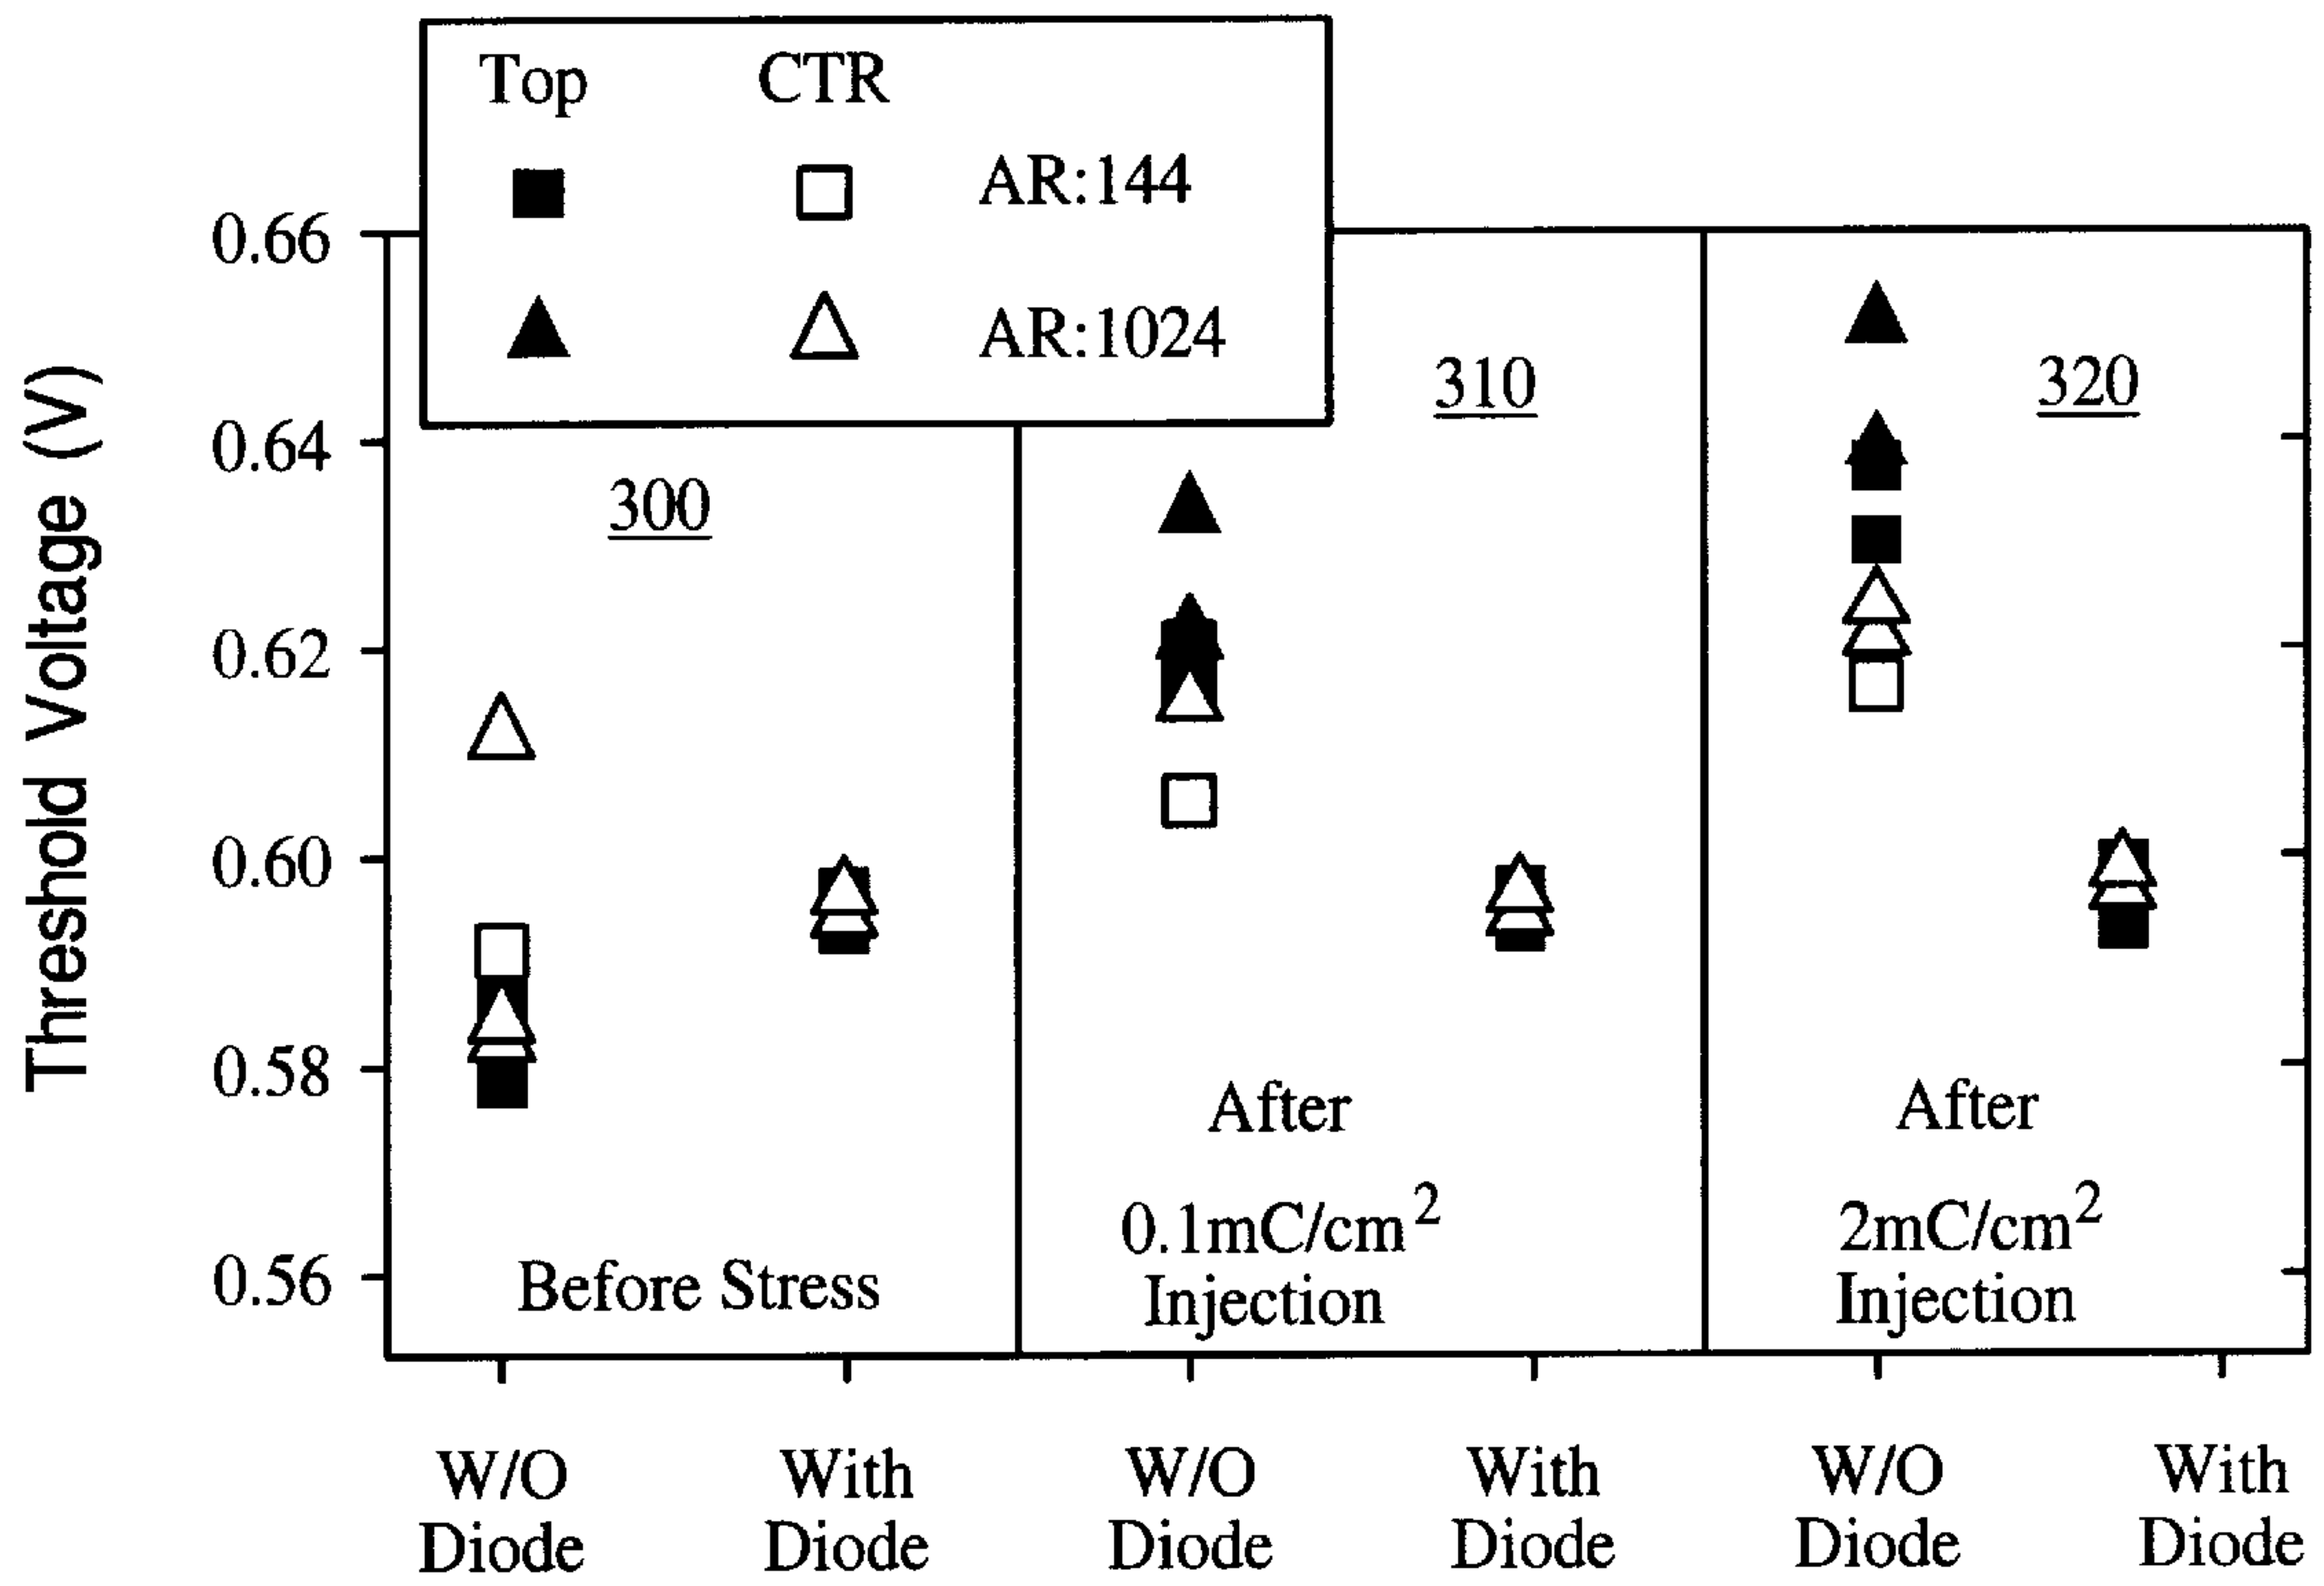 Top CTR
AR:144
AR:1024
0.66
0.64
0.62
0.60
0.58
0.56
Threshold Voltage (V)
300
310
320
Before Stress
After
0.1mC/cm²
Injection
After
2mC/cm²
Injection
W/O With W/O With W/O With
Diode Diode Diode Diode Diode Diode